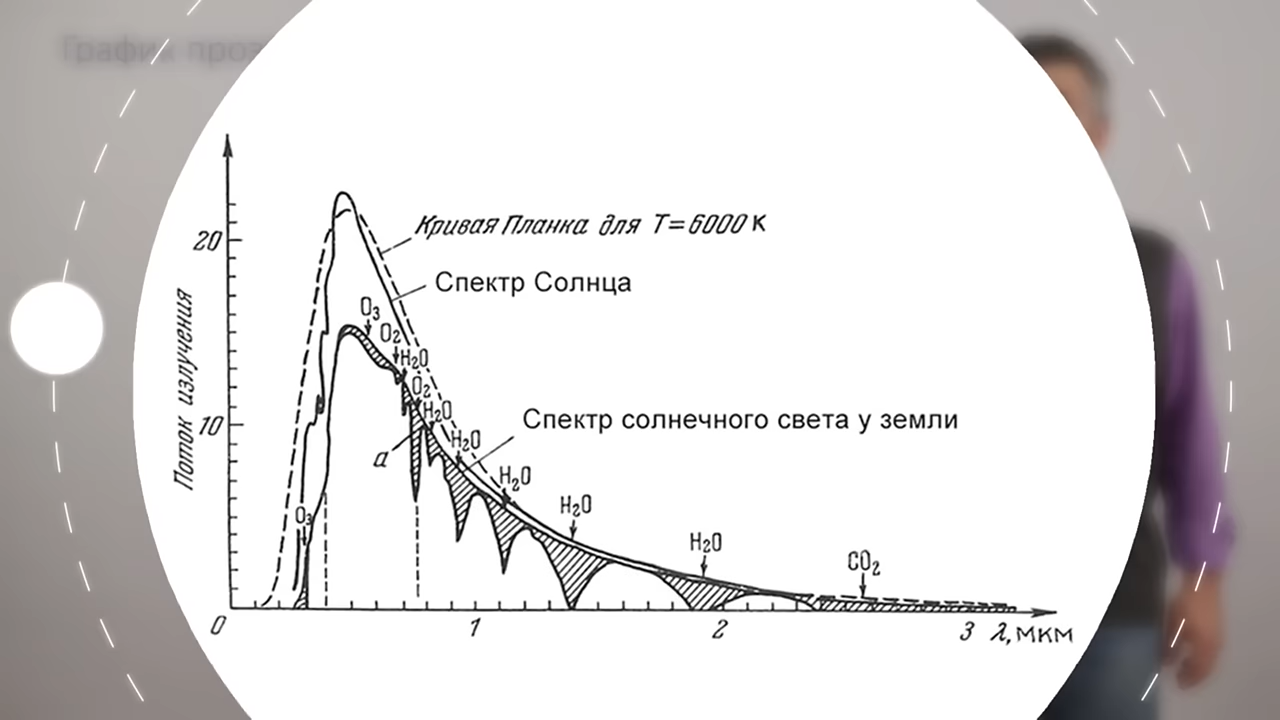 График
20
Кривая Планка для T=6000 К
Спектр Солнца
O₃
O₂
H₂O
O₂
H₂O
H₂O
H₂O
H₂O
H₂O
CO₂
Спектр солнечного света у земли
10
a
O₃
Поток излучения
0
1
2
3 λ, мкм